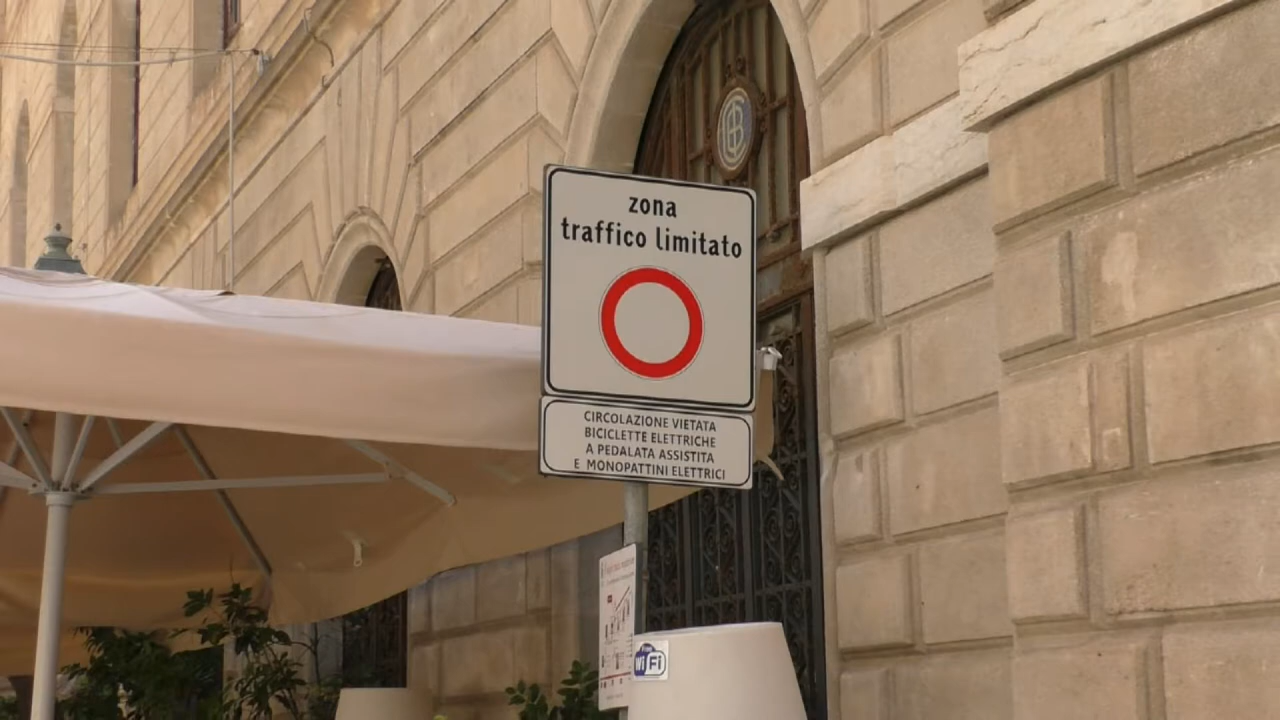 zona
traffico limitato
CIRCOLAZIONE VIETATA
BICICLETTE ELETTRICHE
A PEDALATA ASSISTITA
E MONOPATTINI ELETTRICI
WiFi